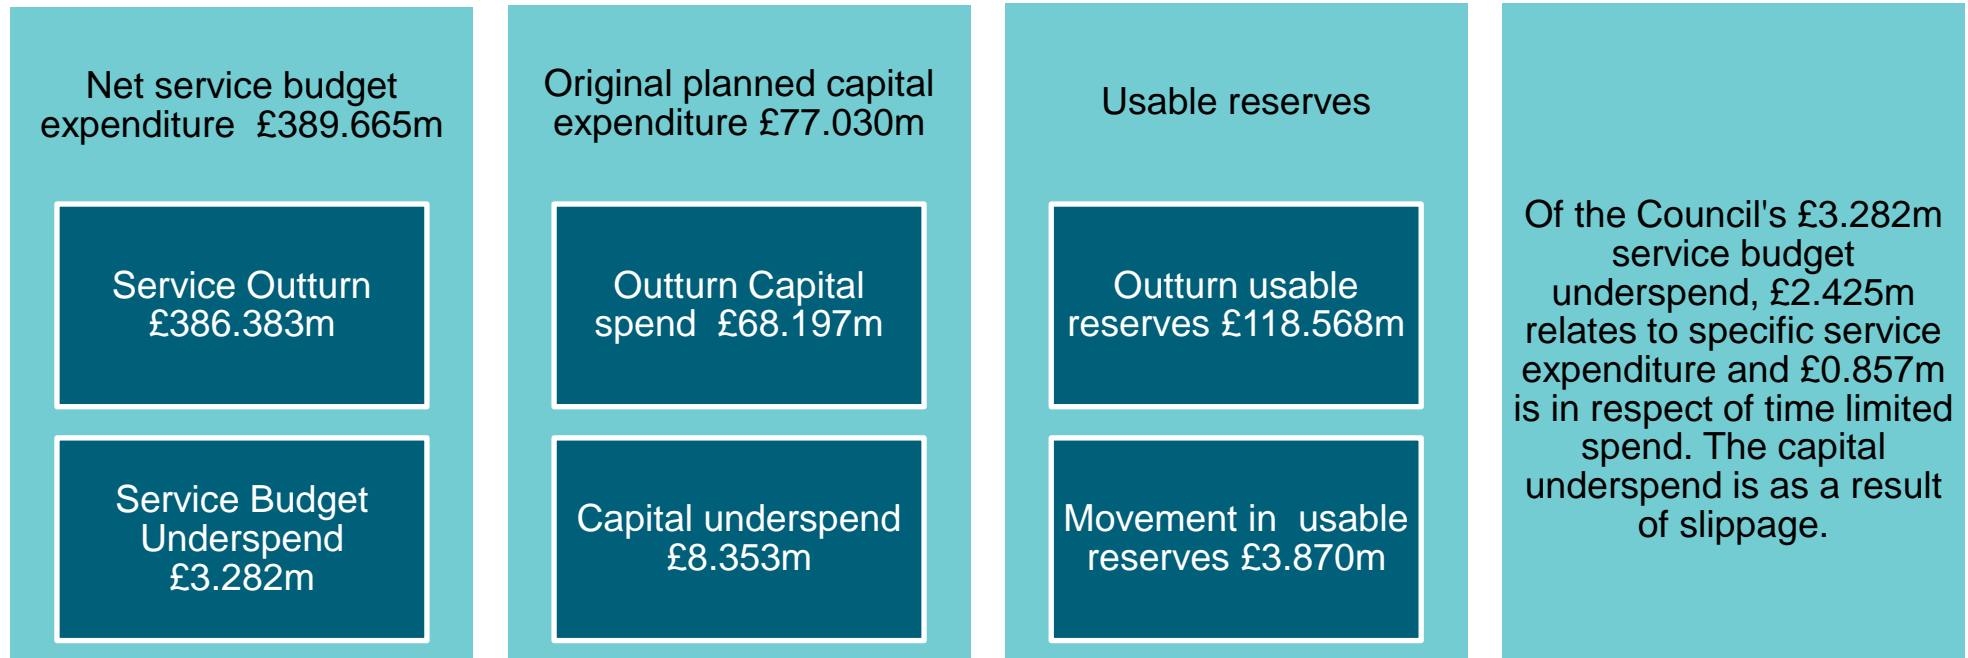 Net service budget
expenditure £389.665m
Service Outturn
£386.383m
Service Budget
Underspend
£3.282m
Original planned capital
expenditure £77.030m
Outturn Capital
spend £68.197m
Capital underspend
£8.353m
Usable reserves
Outturn usable
reserves £118.568m
Movement in usable
reserves £3.870m
Of the Council's £3.282m
service budget
underspend, £2.425m
relates to specific service
expenditure and £0.857m
is in respect of time limited
spend. The capital
underspend is as a result
of slippage.